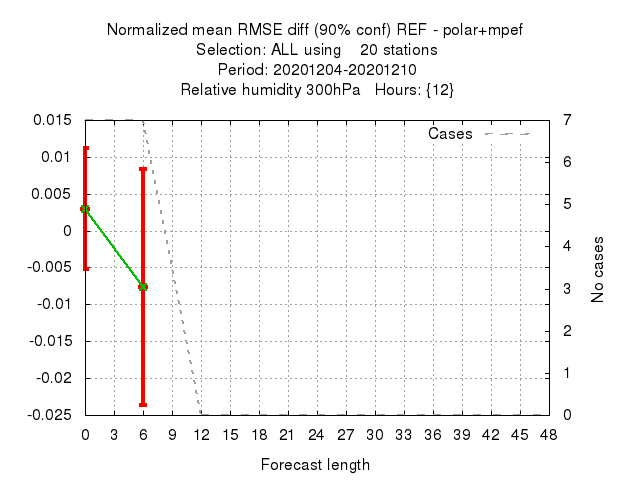 Normalized mean RMSE diff (90% conf) REF - polar+mpef
Selection: ALL using    20 stations
Period: 20201204-20201210
Relative humidity 300hPa   Hours: {12}
Cases
0.015
0.01
0.005
0
-0.005
-0.01
-0.015
-0.02
-0.025
7
6
5
4
3
2
1
0
No cases
0 3 6 9 12 15 18 21 24 27 30 33 36 39 42 45 48
Forecast length